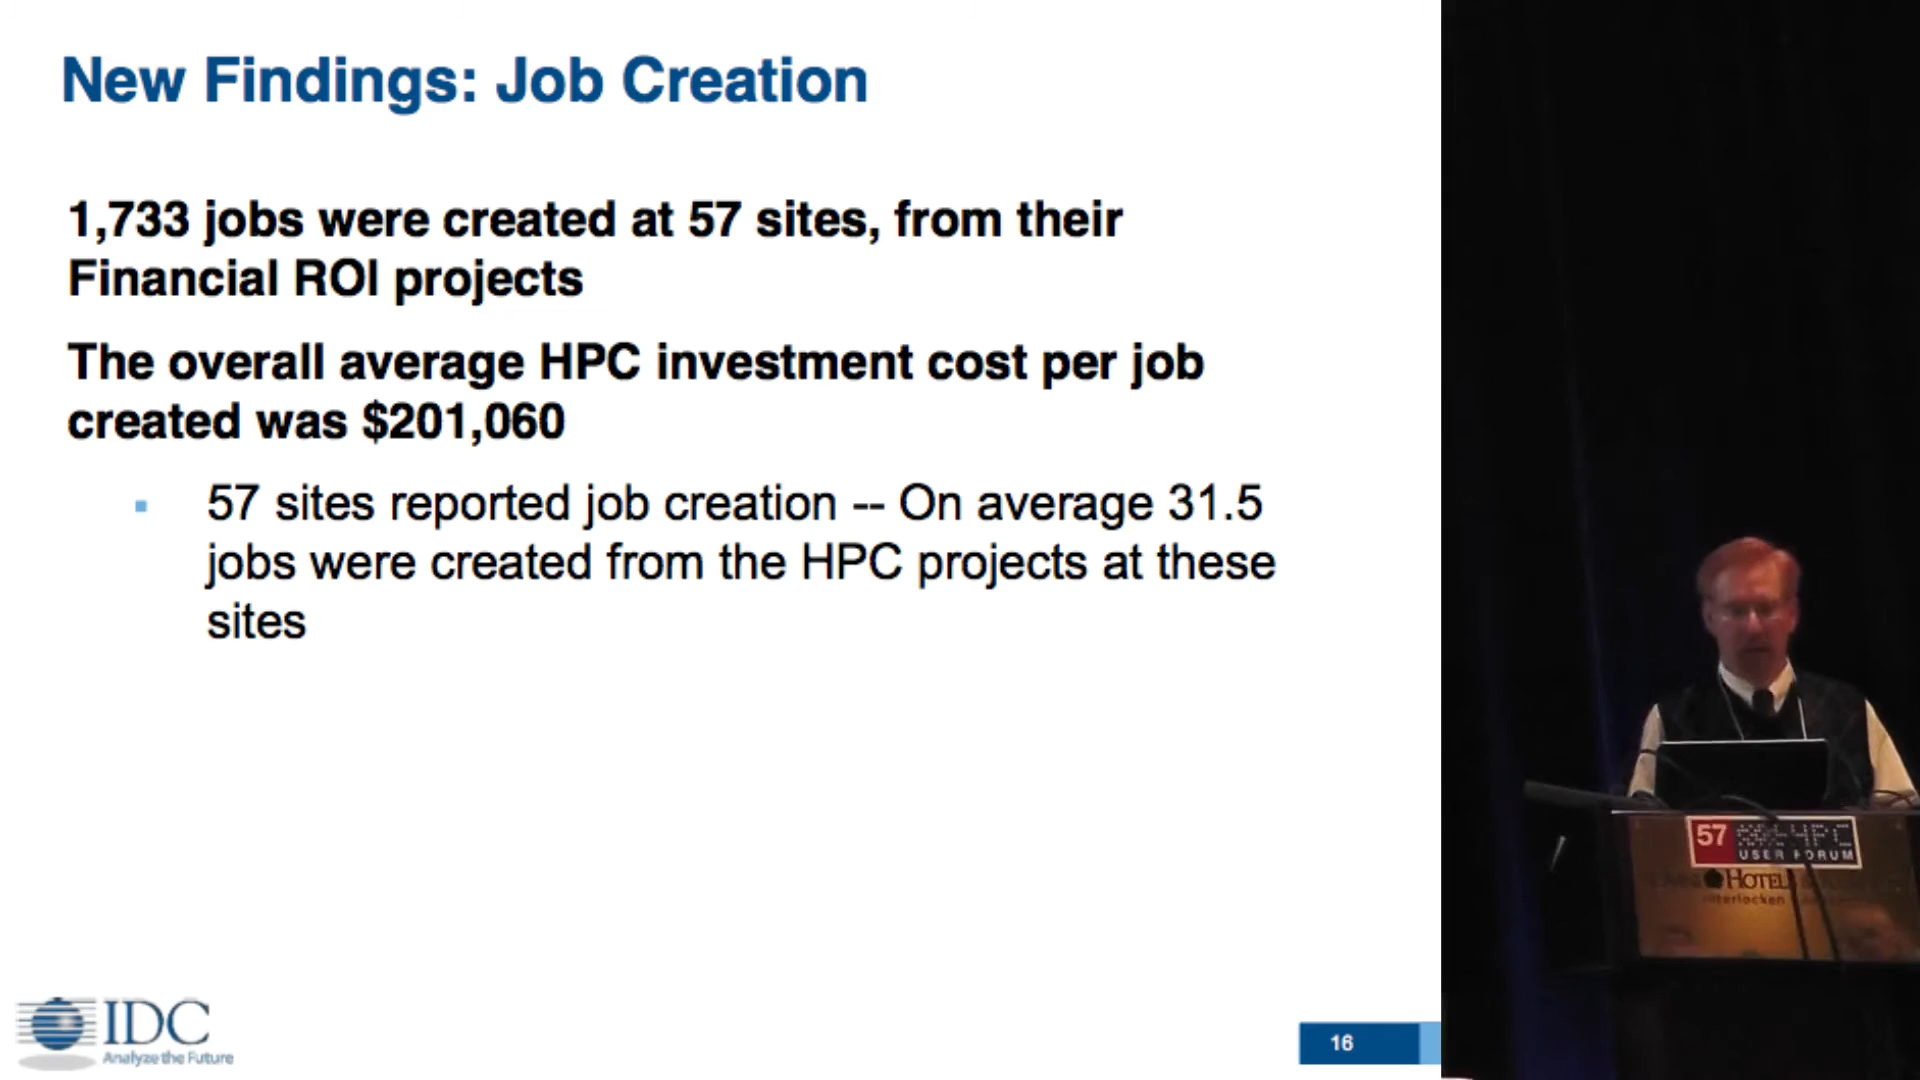 New Findings: Job Creation
1,733 jobs were created at 57 sites, from their
Financial ROI projects
The overall average HPC investment cost per job
created was $201,060
57 sites reported job creation -- On average 31.5
jobs were created from the HPC projects at these
sites
IDC
Analyze the Future
16
57 HPC
USER FORUM
HOTEL